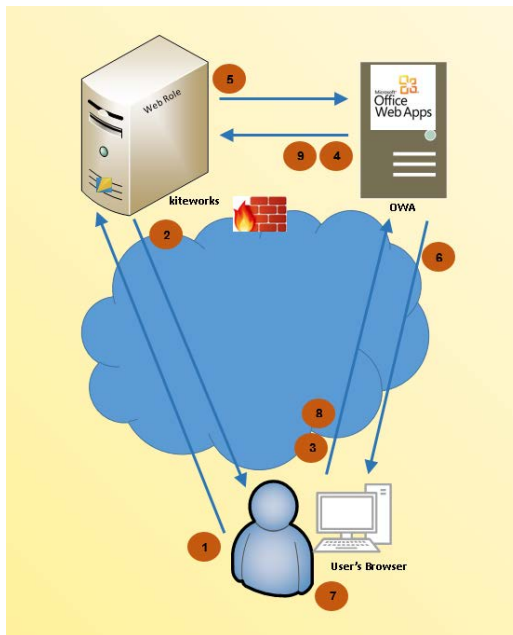 Web Role
5
Microsoft
Office
Web Apps
9 4
kiteworks
OWA
2
6
8
3
1
User's Browser
7